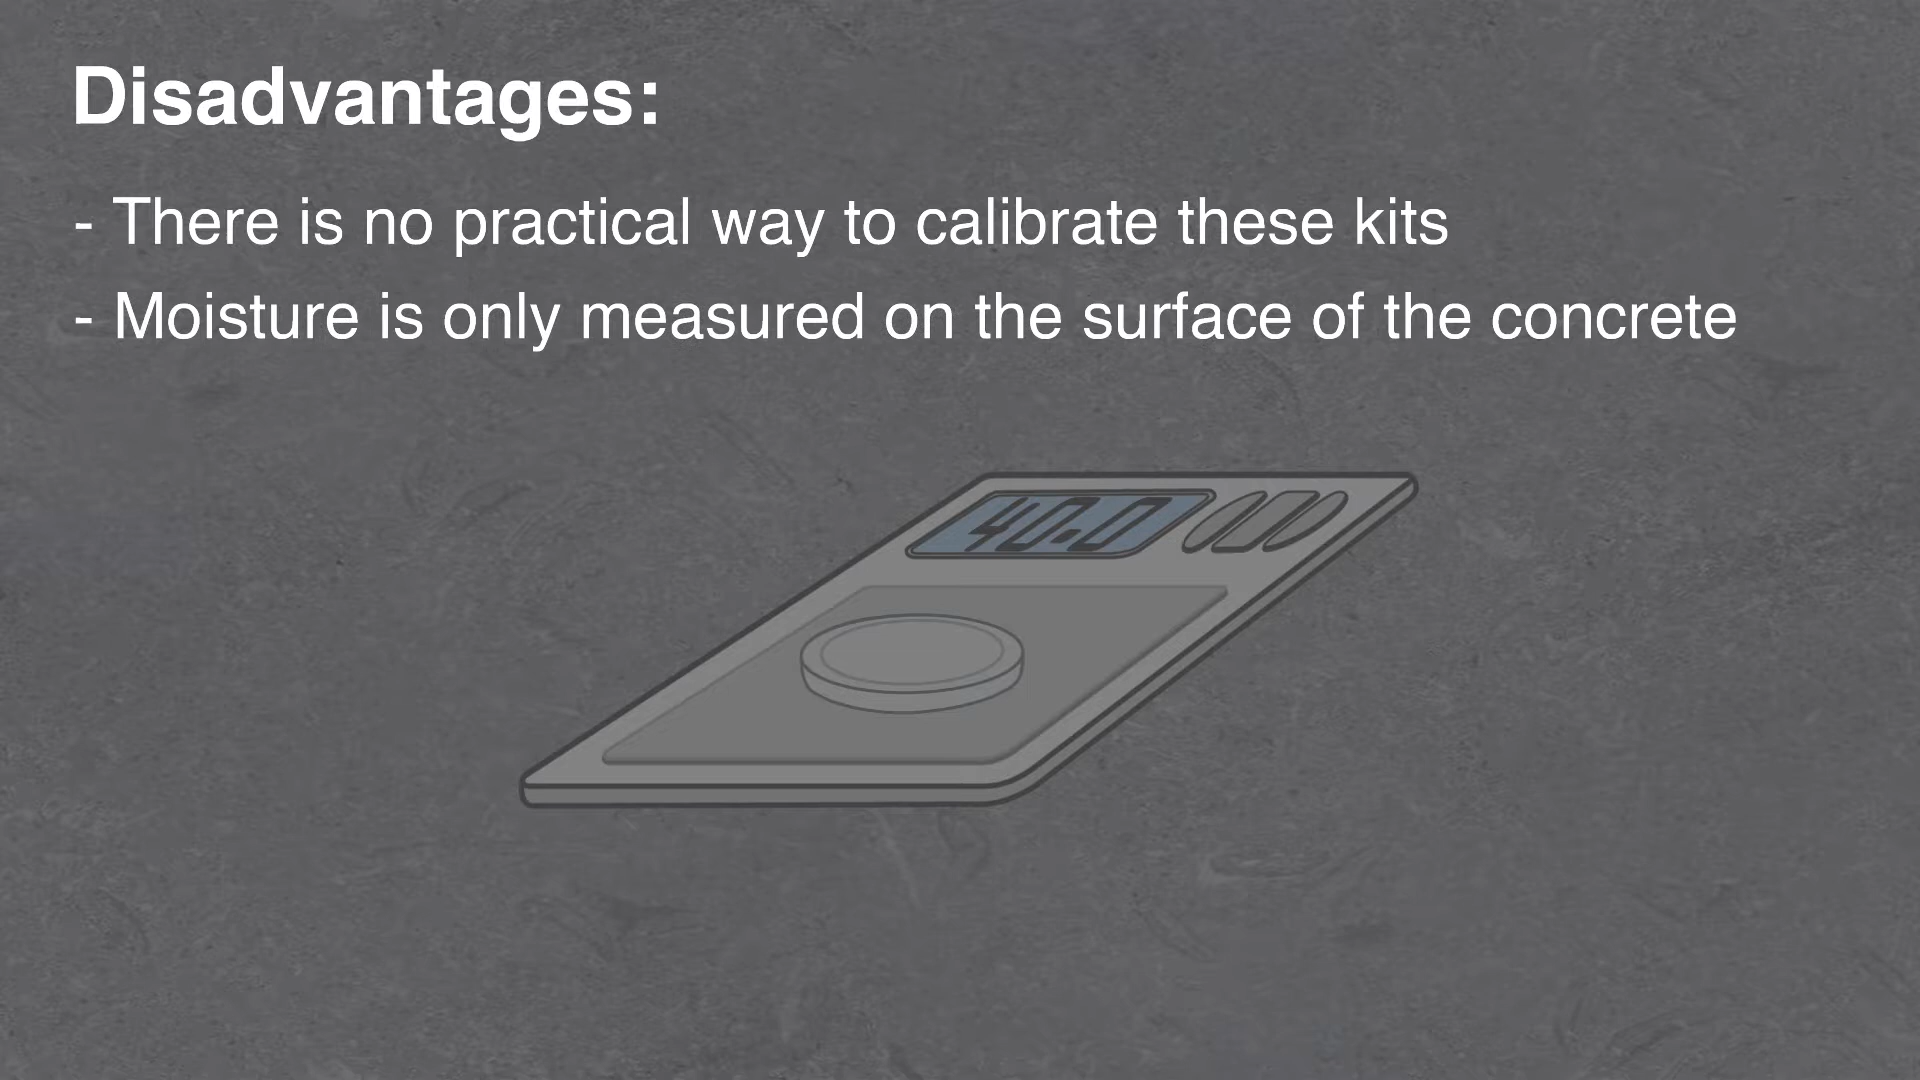 Disadvantages:
- There is no practical way to calibrate these kits
- Moisture is only measured on the surface of the concrete
40.0